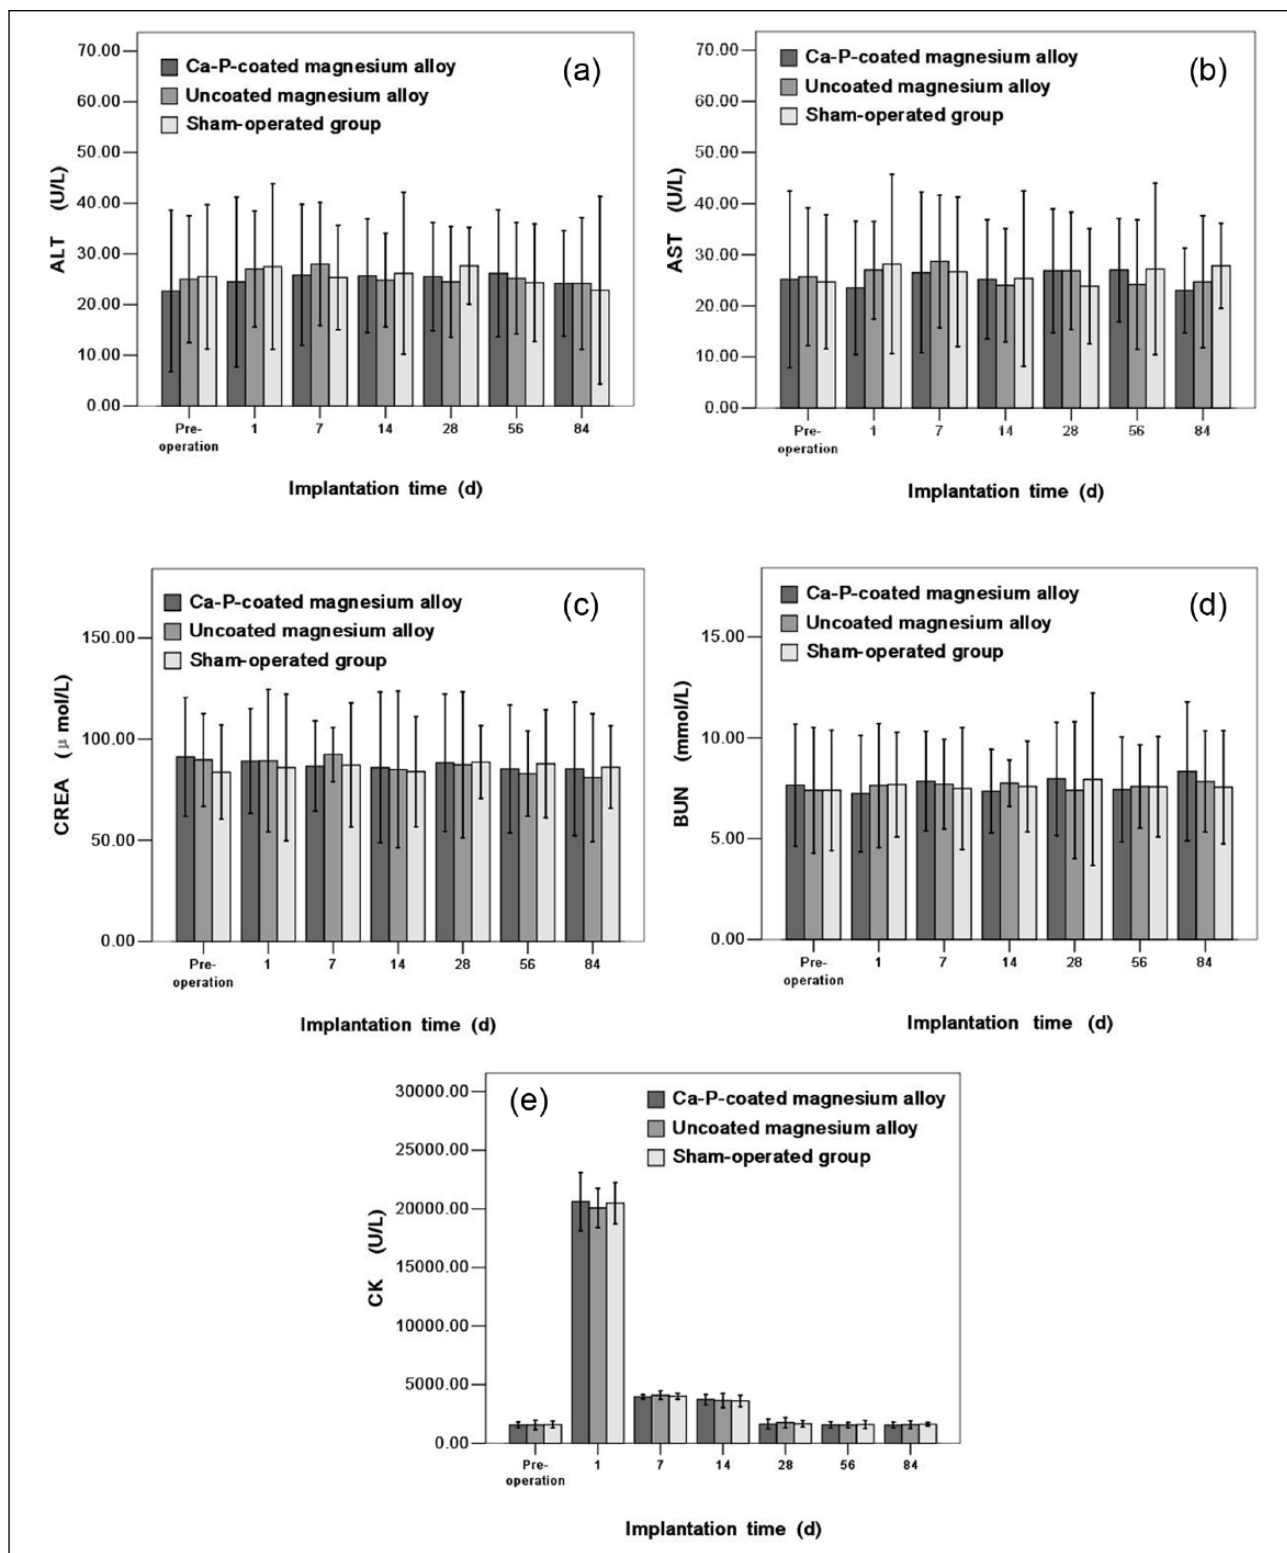 70.00
60.00
50.00
40.00
30.00
20.00
10.00
0.00
ALT (U/L)
Ca-P-coated magnesium alloy
Uncoated magnesium alloy
Sham-operated group
(a)
Pre-operation 1 7 14 28 56 84
Implantation time (d)
70.00
60.00
50.00
40.00
30.00
20.00
10.00
0.00
AST (U/L)
Ca-P-coated magnesium alloy
Uncoated magnesium alloy
Sham-operated group
(b)
Pre-operation 1 7 14 28 56 84
Implantation time (d)
150.00
100.00
50.00
0.00
CREA (μ mol/L)
Ca-P-coated magnesium alloy
Uncoated magnesium alloy
Sham-operated group
(c)
Pre-operation 1 7 14 28 56 84
Implantation time (d)
15.00
10.00
5.00
0.00
BUN (mmol/L)
Ca-P-coated magnesium alloy
Uncoated magnesium alloy
Sham-operated group
(d)
Pre-operation 1 7 14 28 56 84
Implantation time (d)
30000.00
25000.00
20000.00
15000.00
10000.00
5000.00
0.00
CK (U/L)
(e)
Ca-P-coated magnesium alloy
Uncoated magnesium alloy
Sham-operated group
Pre-operation 1 7 14 28 56 84
Implantation time (d)